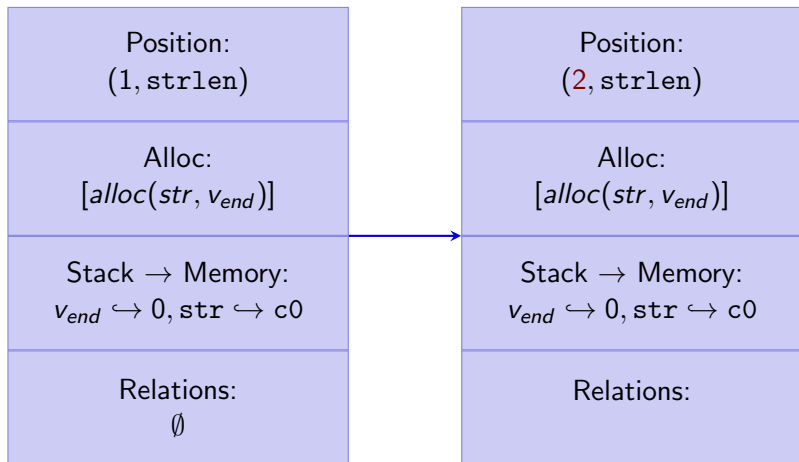 Position:
(1, strlen)
Alloc:
[alloc(str, v_end)]
Stack → Memory:
v_end ↪ 0, str ↪ c0
Relations:
∅
Position:
(2, strlen)
Alloc:
[alloc(str, v_end)]
Stack → Memory:
v_end ↪ 0, str ↪ c0
Relations: